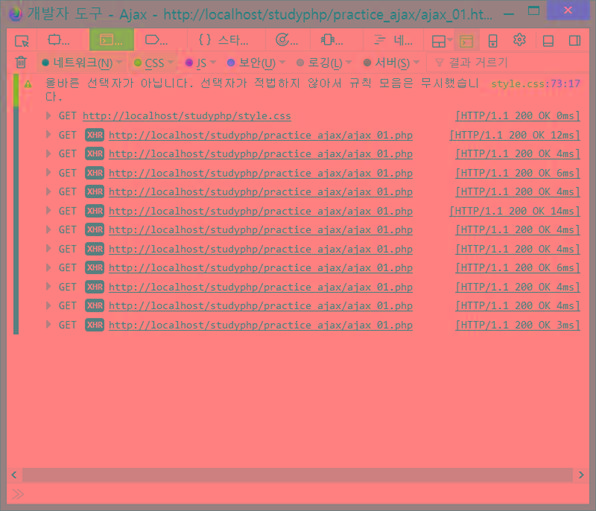 개발자 도구 - Ajax - http://localhost/studyphp/practice_ajax/ajax_01.ht...
{ } 스타... 네...
네트워크(N) CSS JS 보안(U) 로깅(L) 서버(S) 결과 거르기
올바른 선택자가 아닙니다. 선택자가 적법하지 않아서 규칙 모음은 무시했습니 style.css:73:17
다.
GET http://localhost/studyphp/style.css [HTTP/1.1 200 OK 0ms]
GET XHR http://localhost/studyphp/practice_ajax/ajax_01.php [HTTP/1.1 200 OK 12ms]
GET XHR http://localhost/studyphp/practice_ajax/ajax_01.php [HTTP/1.1 200 OK 4ms]
GET XHR http://localhost/studyphp/practice_ajax/ajax_01.php [HTTP/1.1 200 OK 6ms]
GET XHR http://localhost/studyphp/practice_ajax/ajax_01.php [HTTP/1.1 200 OK 4ms]
GET XHR http://localhost/studyphp/practice_ajax/ajax_01.php [HTTP/1.1 200 OK 14ms]
GET XHR http://localhost/studyphp/practice_ajax/ajax_01.php [HTTP/1.1 200 OK 4ms]
GET XHR http://localhost/studyphp/practice_ajax/ajax_01.php [HTTP/1.1 200 OK 4ms]
GET XHR http://localhost/studyphp/practice_ajax/ajax_01.php [HTTP/1.1 200 OK 6ms]
GET XHR http://localhost/studyphp/practice_ajax/ajax_01.php [HTTP/1.1 200 OK 4ms]
GET XHR http://localhost/studyphp/practice_ajax/ajax_01.php [HTTP/1.1 200 OK 4ms]
GET XHR http://localhost/studyphp/practice_ajax/ajax_01.php [HTTP/1.1 200 OK 3ms]